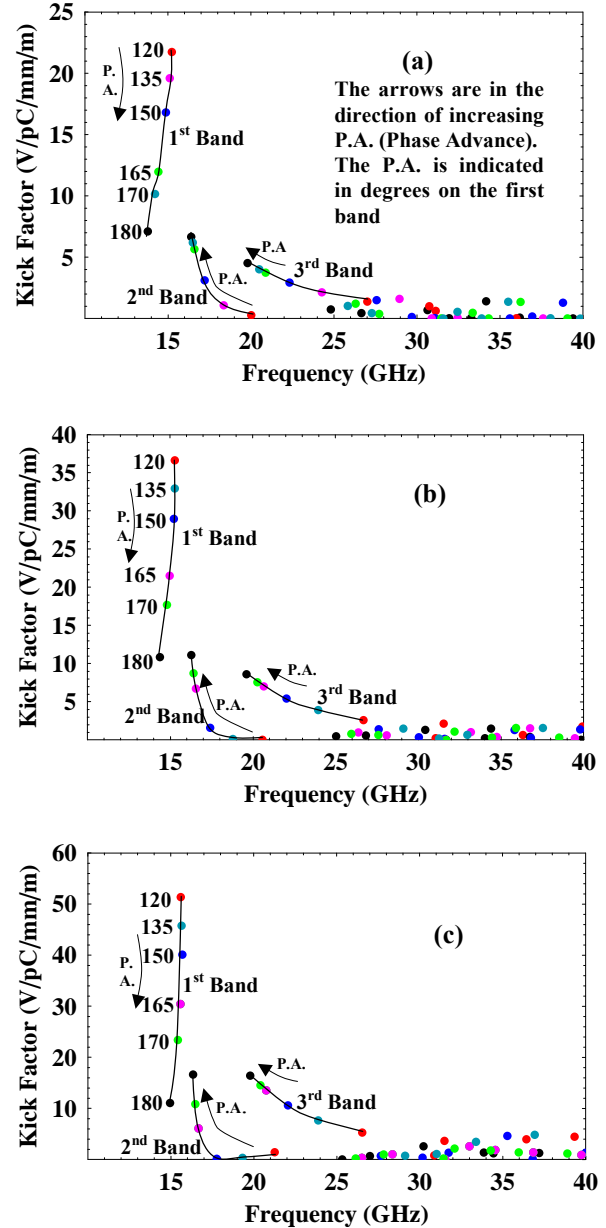 25
20
15
10
5
Kick Factor (V/pC/mm/m)
120
135
150
165
170
180
P.
A.
1st Band
(a)
The arrows are in the
direction of increasing
P.A. (Phase Advance).
The P.A. is indicated
in degrees on the first
band
P.A.
2nd Band
P.A
3rd Band
15 20 25 30 35 40
Frequency (GHz)
40
35
30
25
20
15
10
5
Kick Factor (V/pC/mm/m)
120
135
150
165
170
180
P.
A.
1st Band
(b)
P.A.
2nd Band
P.A.
3rd Band
15 20 25 30 35 40
Frequency (GHz)
60
50
40
30
20
10
Kick Factor (V/pC/mm/m)
120
135
150
165
170
180
P.
A.
1st Band
(c)
P.A.
2nd Band
P.A.
3rd Band
15 20 25 30 35 40
Frequency (GHz)